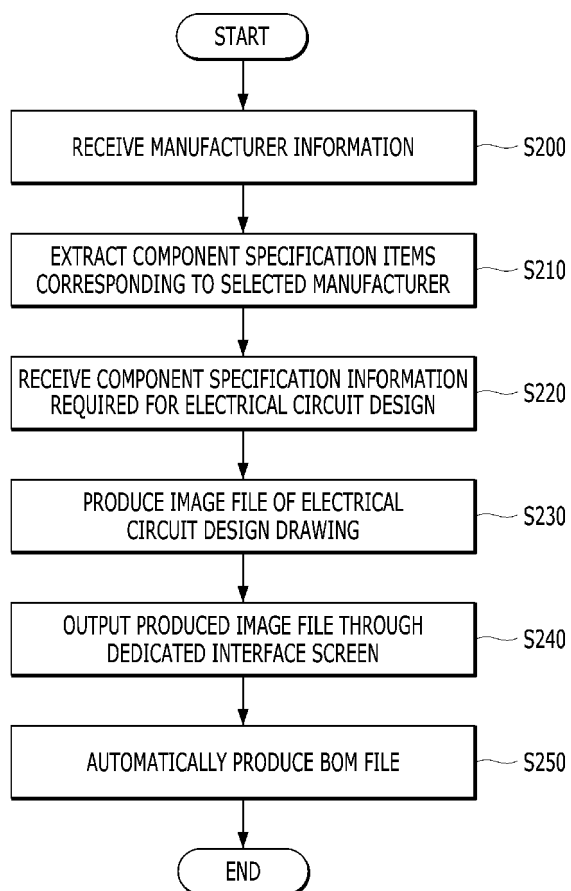 START
RECEIVE MANUFACTURER INFORMATION
S200
EXTRACT COMPONENT SPECIFICATION ITEMS
CORRESPONDING TO SELECTED MANUFACTURER
S210
RECEIVE COMPONENT SPECIFICATION INFORMATION
REQUIRED FOR ELECTRICAL CIRCUIT DESIGN
S220
PRODUCE IMAGE FILE OF ELECTRICAL
CIRCUIT DESIGN DRAWING
S230
OUTPUT PRODUCED IMAGE FILE THROUGH
DEDICATED INTERFACE SCREEN
S240
AUTOMATICALLY PRODUCE BOM FILE
S250
END